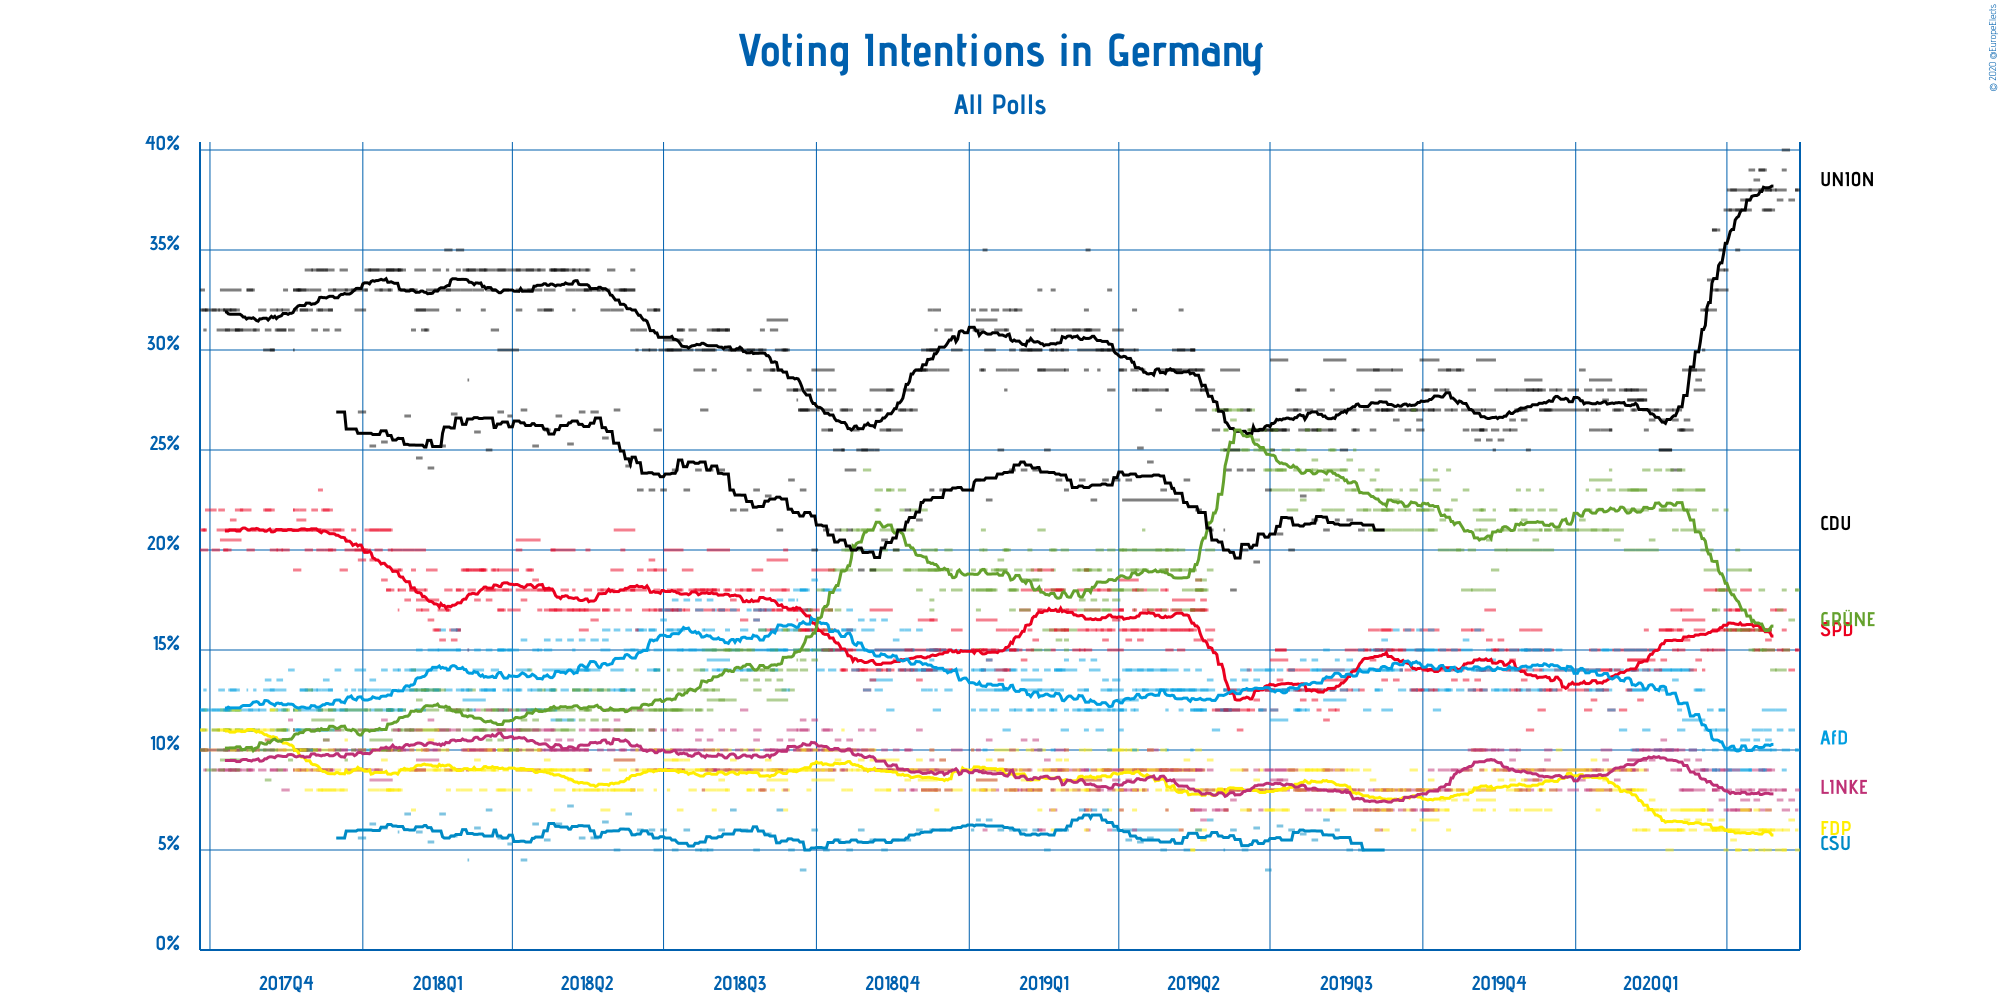 © 2020 @EuropeElects
Voting Intentions in Germany
All Polls
40%
35%
30%
25%
20%
15%
10%
5%
0%
UNION
CDU
GRÜNE
SPD
AfD
LINKE
FDP
CSU
2017Q4 2018Q1 2018Q2 2018Q3 2018Q4 2019Q1 2019Q2 2019Q3 2019Q4 2020Q1